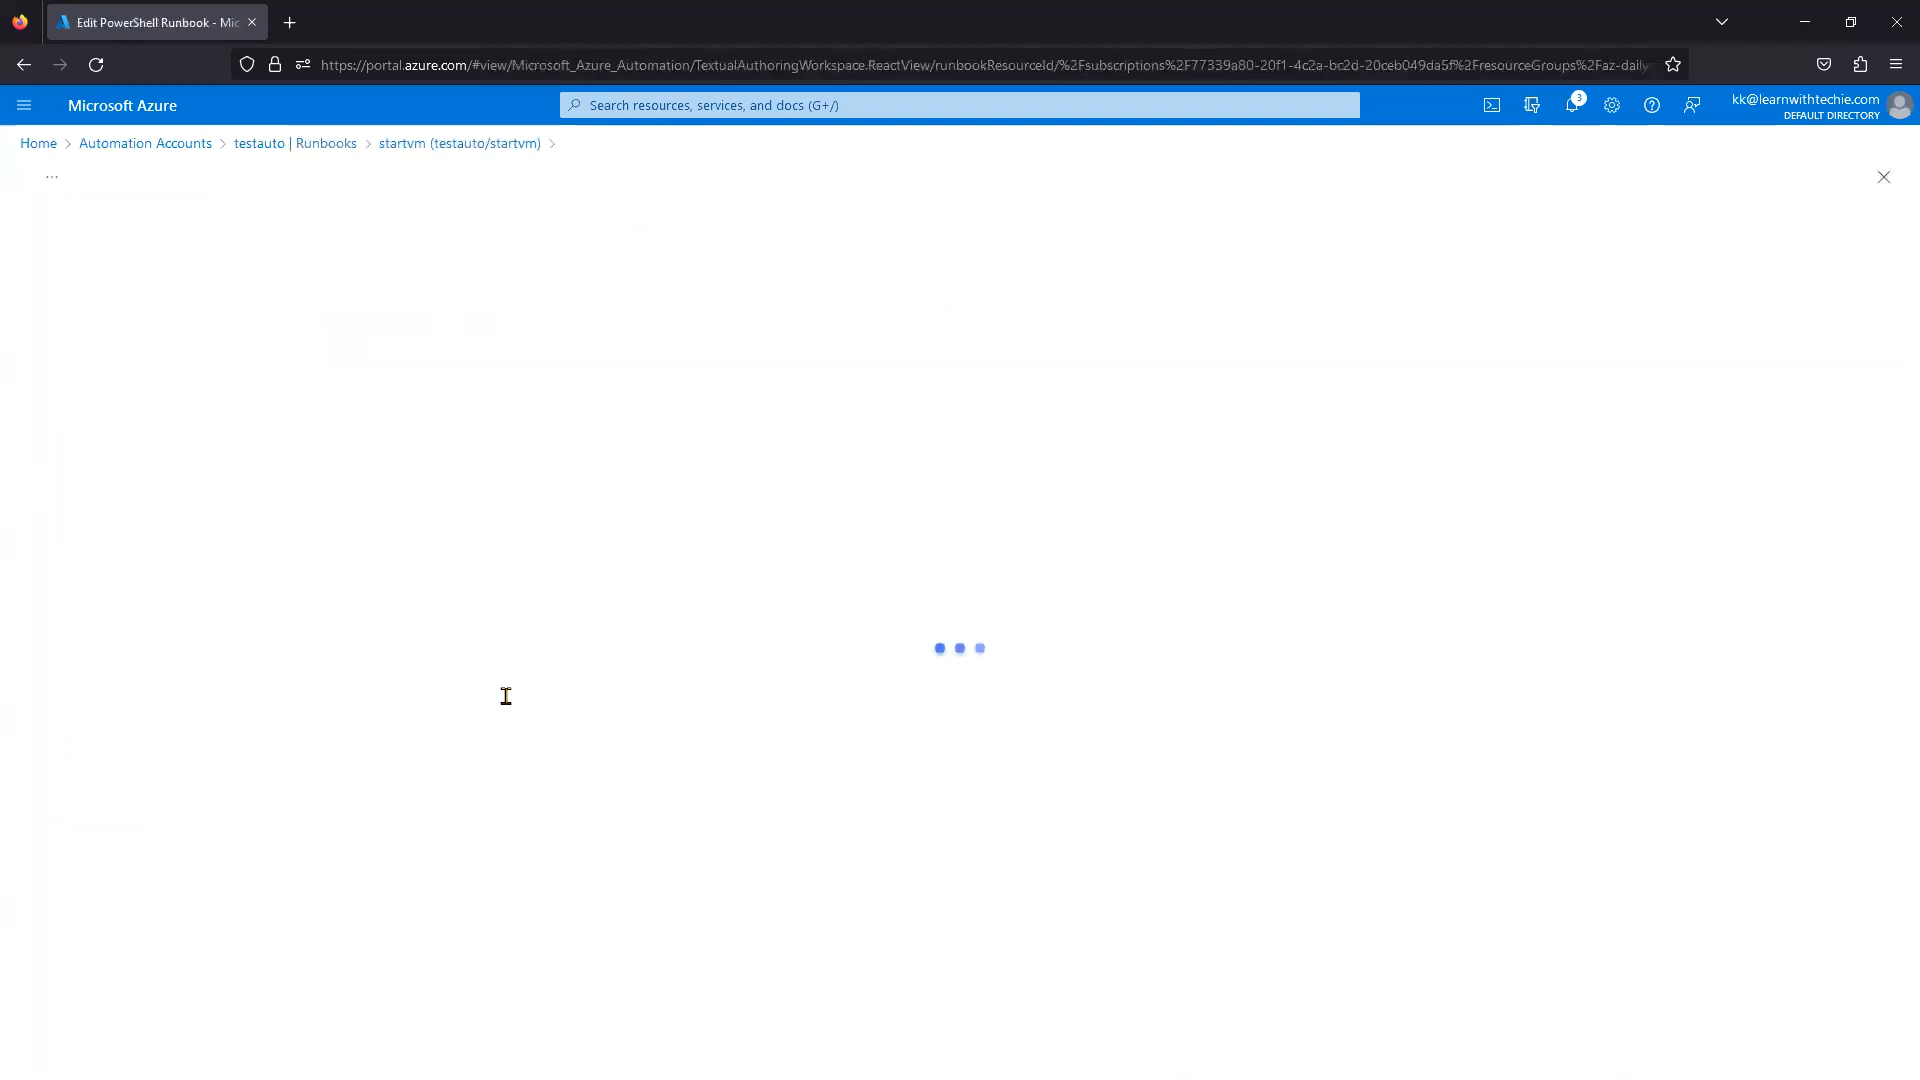 Edit PowerShell Runbook - Mic
https://portal.azure.com/#view/Microsoft_Azure_Automation/TextualAuthoringWorkspace.ReactView/runbookResourceId/%2Fsubscriptions%2F77339a80-20f1-4c2a-bc2d-20ceb049da5f%2FresourceGroups%2Faz-daily
Microsoft Azure
Search resources, services, and docs (G+/)
3
kk@learnwithtechie.com
DEFAULT DIRECTORY
Home > Automation Accounts > testauto | Runbooks > startvm (testauto/startvm) >
...